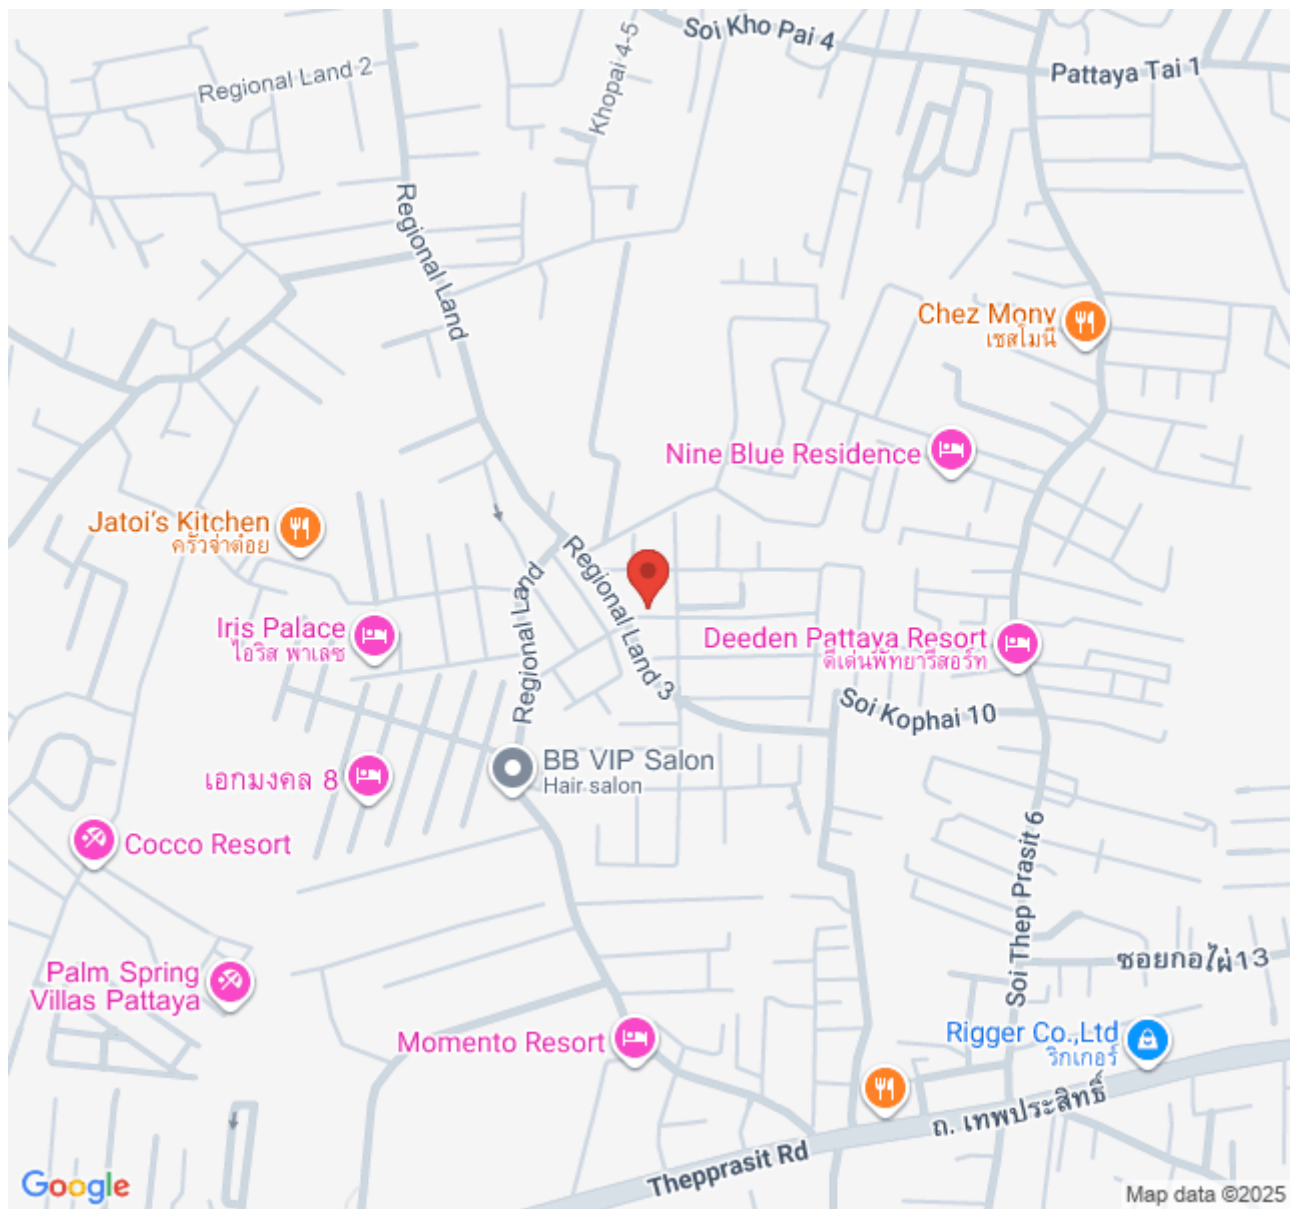 Soi Kho Pai 4
Pattaya Tai 1
Regional Land 2
Khopai 4-5
Regional Land
Chez Mony
เชสโมนี
Nine Blue Residence
Jatoi's Kitchen
ครัวจ่าต๋อย
Regional Land
Regional Land 3
Iris Palace
ไอริส พาเลซ
Deeden Pattaya Resort
ดีเด่นพัทยารีสอร์ท
Soi Kophai 10
BB VIP Salon
Hair salon
เอกมงคล 8
Cocco Resort
Soi Thep Prasit 6
ซอยกอไผ่13
Palm Spring
Villas Pattaya
Momento Resort
Rigger Co.,Ltd
ริกเกอร์
ถ. เทพประสิทธิ์
Thepprasit Rd
Google
Map data ©2025